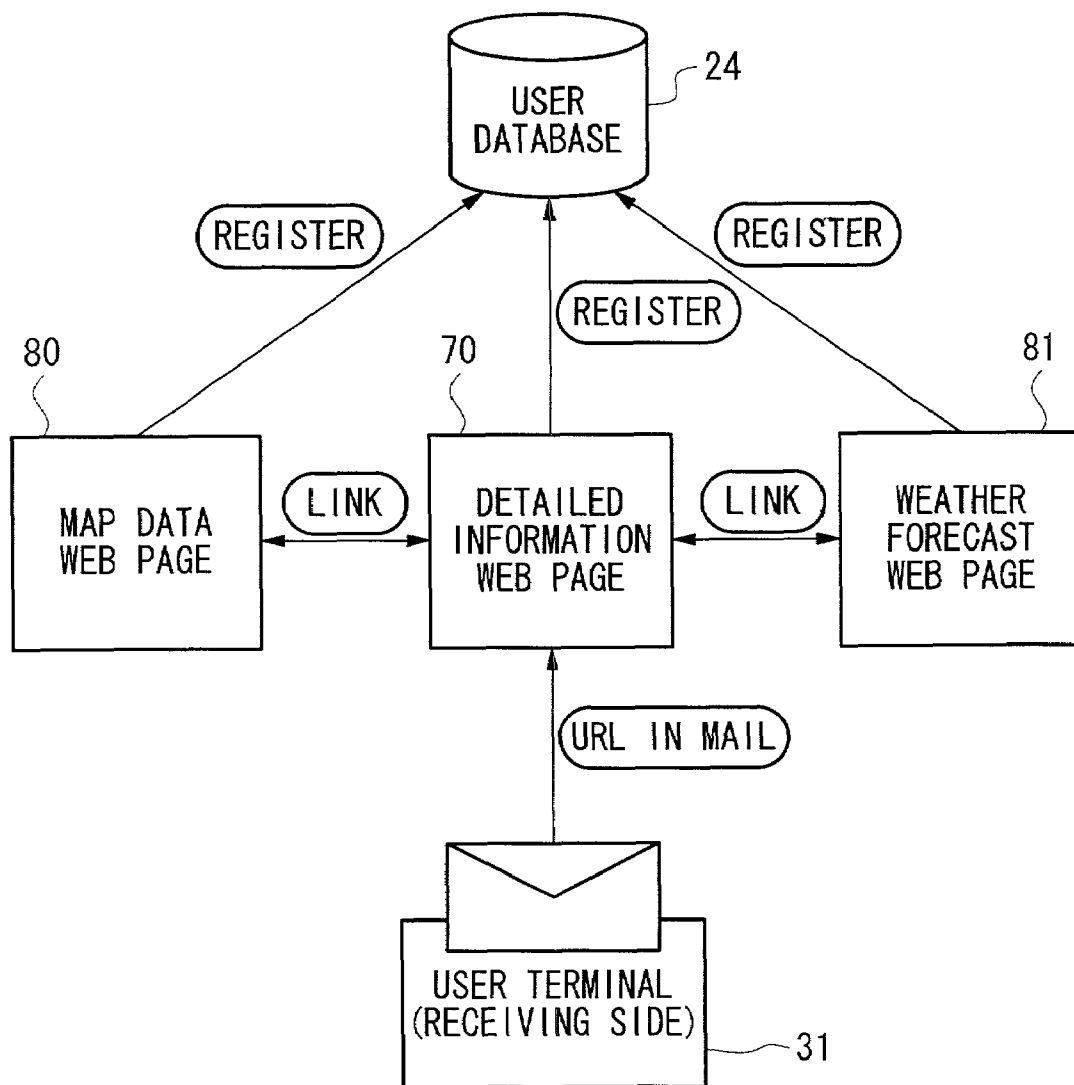 USER
DATABASE
24
REGISTER
REGISTER
REGISTER
80
70
81
MAP DATA
WEB PAGE
LINK
DETAILED
INFORMATION
WEB PAGE
LINK
WEATHER
FORECAST
WEB PAGE
URL IN MAIL
USER TERMINAL
(RECEIVING SIDE)
31